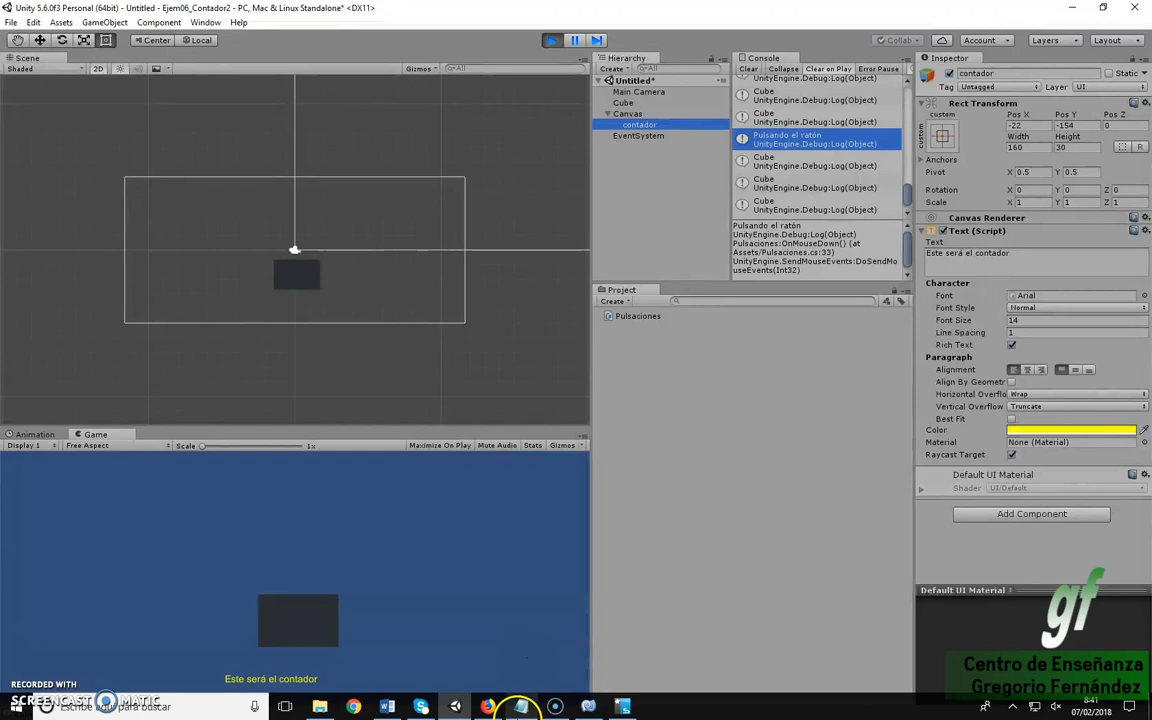 Unity 5.6.0f3 Personal (64bit) - Untitled - Ejem06_Contador2 - PC, Mac & Linux Standalone* <DX11>
File Edit Assets GameObject Component Window Help
Center Local Collab Account Layers Layout
Scene
Shaded 2D Gizmos All
Hierarchy
Create All
Untitled*
Main Camera
Cube
Canvas
contador
EventSystem
Console
Clear Collapse Clear on Play Error Pause
UnityEngine.Debug:Log(Object)
Cube
UnityEngine.Debug:Log(Object)
Cube
UnityEngine.Debug:Log(Object)
Pulsando el ratón
UnityEngine.Debug:Log(Object)
Cube
UnityEngine.Debug:Log(Object)
Cube
UnityEngine.Debug:Log(Object)
Cube
UnityEngine.Debug:Log(Object)
Pulsando el ratón
UnityEngine.Debug:Log(Object)
Pulsaciones:OnMouseDown() (at
Assets/Pulsaciones.cs:33)
UnityEngine.SendMouseEvents:DoSendMo
useEvents(Int32)
Project
Create
Pulsaciones
Inspector
contador Static
Tag Untagged Layer UI
Rect Transform
custom Pos X Pos Y Pos Z
custom -22 -154 0
Width Height
160 30 R
Anchors
Pivot X 0.5 Y 0.5
Rotation X 0 Y 0 Z 0
Scale X 1 Y 1 Z 1
Canvas Renderer
Text (Script)
Text
Este será el contador
Character
Font Arial
Font Style Normal
Font Size 14
Line Spacing 1
Rich Text
Paragraph
Alignment
Align By Geometr
Horizontal Overflo Wrap
Vertical Overflow Truncate
Best Fit
Color
Material None (Material)
Raycast Target
Default UI Material
Shader UI/Default
Add Component
Default UI Material
Animation Game
Display 1 Free Aspect Scale 1x Maximize On Play Mute Audio Stats Gizmos
Este será el contador
gf
Centro de Enseñanza
Gregorio Fernández
RECORDED WITH
SCREENCAST MATIC
Escribe aquí para buscar
8:41
07/02/2018